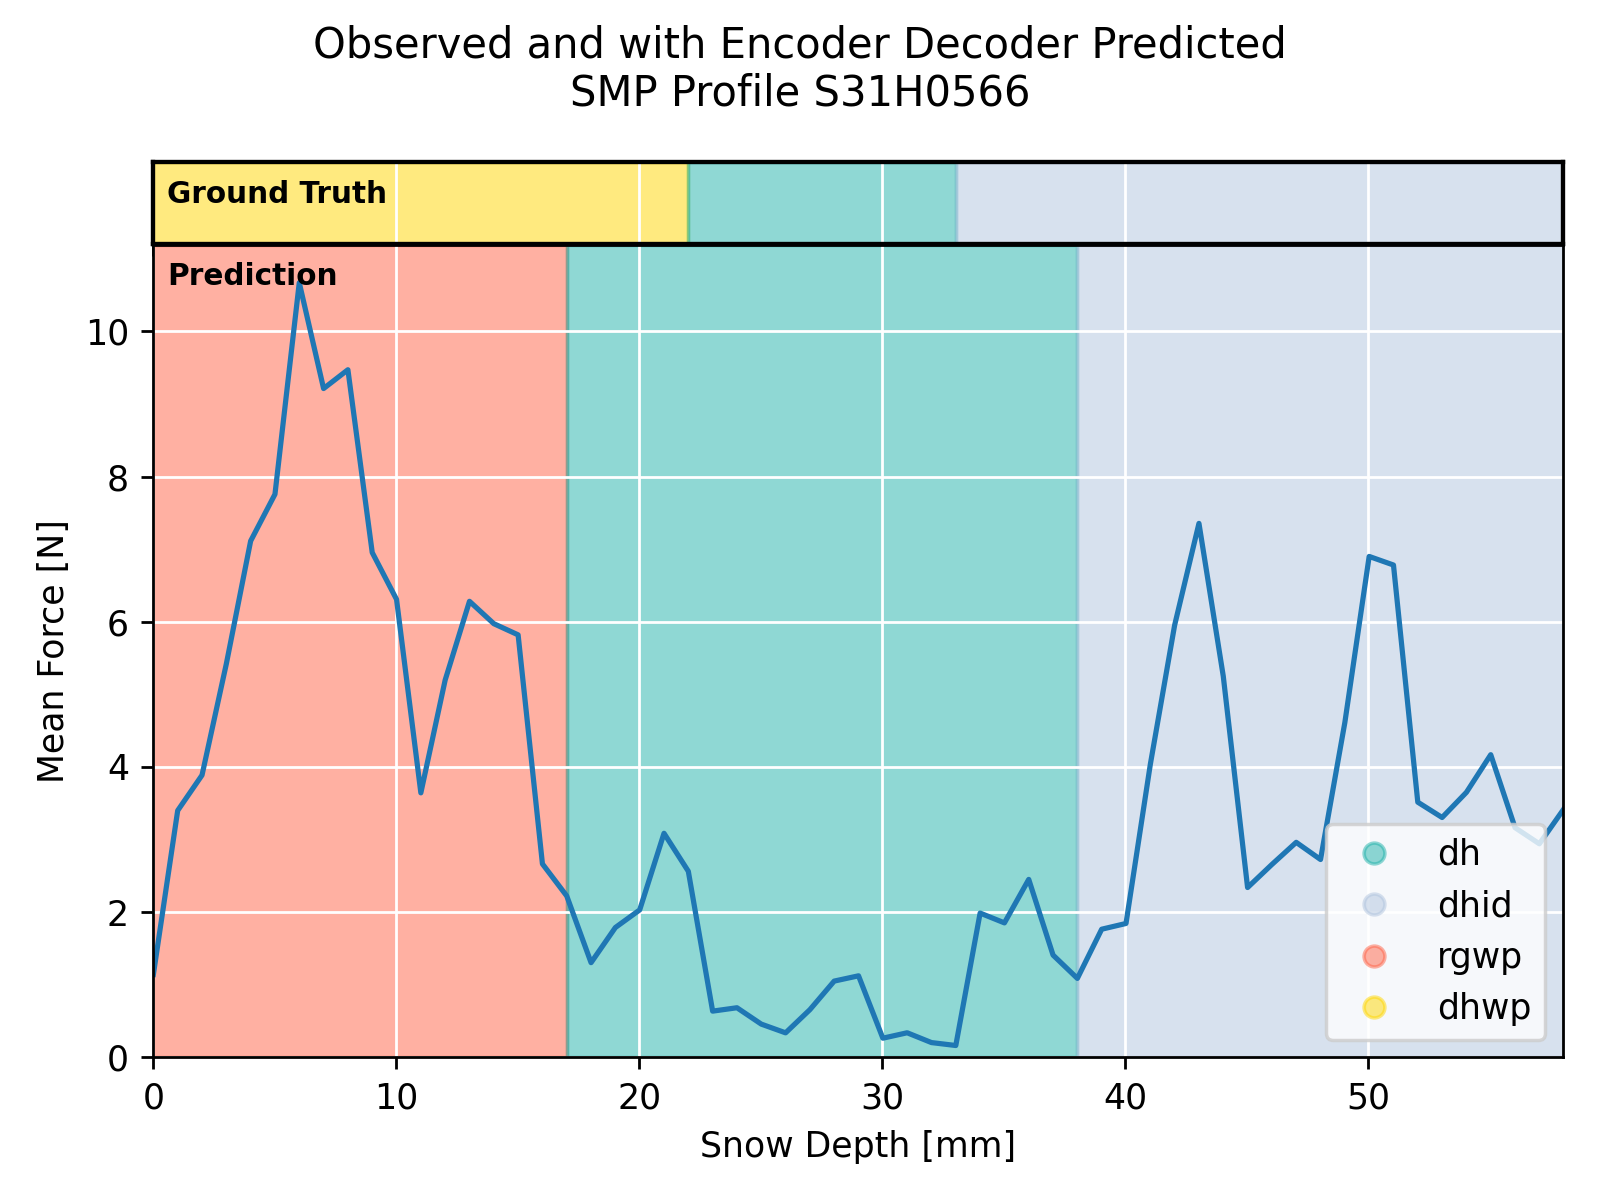 Observed and with Encoder Decoder Predicted
SMP Profile S31H0566
Ground Truth
Prediction
10
8
6
4
2
0
Mean Force [N]
dh
dhid
rgwp
dhwp
0 10 20 30 40 50
Snow Depth [mm]